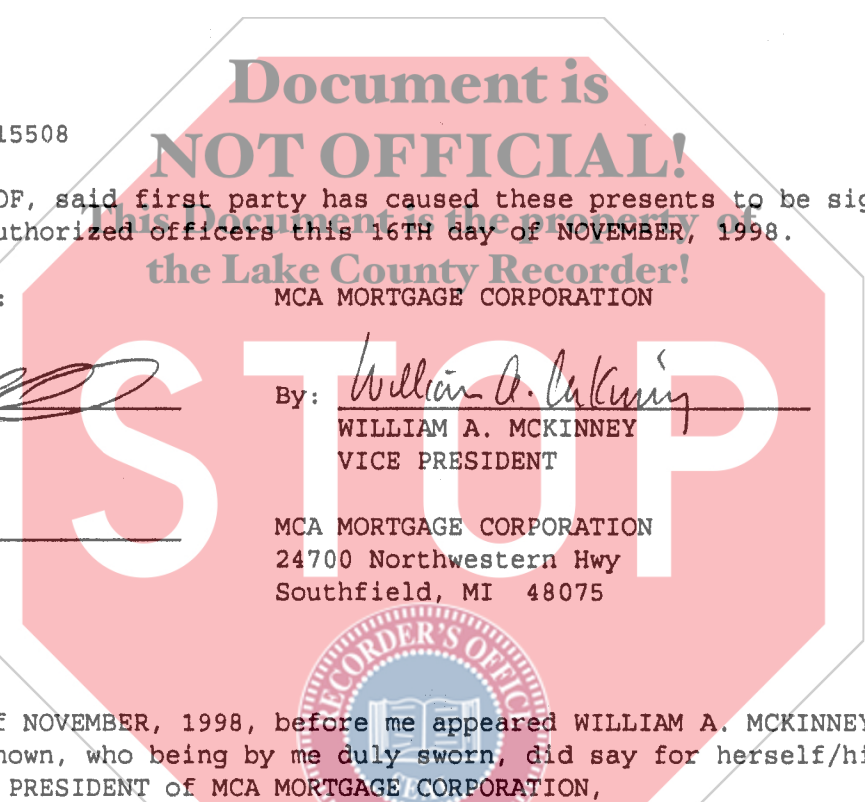 Document is
15508
NOT OFFICIAL!
OF, said first party has caused these presents to be sig
This Document is the property of
uthorized officers this 16TH day of NOVEMBER, 1998.
the Lake County Recorder!
: MCA MORTGAGE CORPORATION
STOP
By: William A. McKinney
WILLIAM A. MCKINNEY
VICE PRESIDENT
MCA MORTGAGE CORPORATION
24700 Northwestern Hwy
Southfield, MI 48075
RECORDER'S OFFICE
f NOVEMBER, 1998, before me appeared WILLIAM A. MCKINNEY
nown, who being by me duly sworn, did say for herself/hi
PRESIDENT of MCA MORTGAGE CORPORATION,